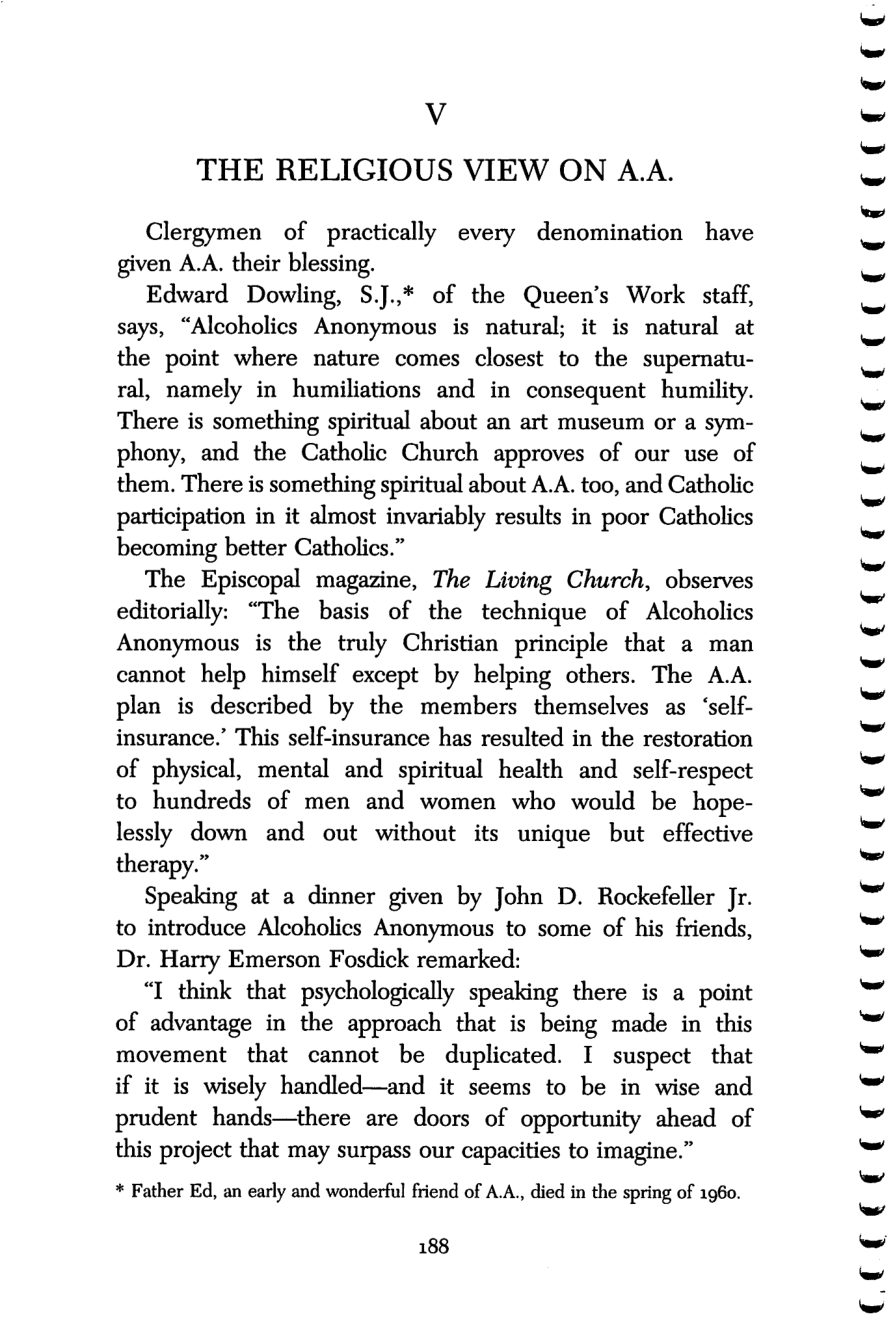 V
THE RELIGIOUS VIEW ON A.A.
Clergymen of practically every denomination have
given A.A. their blessing.
Edward Dowling, S.J.,* of the Queen's Work staff,
says, “Alcoholics Anonymous is natural; it is natural at
the point where nature comes closest to the supernatu-
ral, namely in humiliations and in consequent humility.
There is something spiritual about an art museum or a sym-
phony, and the Catholic Church approves of our use of
them. There is something spiritual about A.A. too, and Catholic
participation in it almost invariably results in poor Catholics
becoming better Catholics.”
The Episcopal magazine, The Living Church, observes
editorially: “The basis of the technique of Alcoholics
Anonymous is the truly Christian principle that a man
cannot help himself except by helping others. The A.A.
plan is described by the members themselves as ‘self-
insurance.’ This self-insurance has resulted in the restoration
of physical, mental and spiritual health and self-respect
to hundreds of men and women who would be hope-
lessly down and out without its unique but effective
therapy.”
Speaking at a dinner given by John D. Rockefeller Jr.
to introduce Alcoholics Anonymous to some of his friends,
Dr. Harry Emerson Fosdick remarked:
“I think that psychologically speaking there is a point
of advantage in the approach that is being made in this
movement that cannot be duplicated. I suspect that
if it is wisely handled—and it seems to be in wise and
prudent hands—there are doors of opportunity ahead of
this project that may surpass our capacities to imagine.”
* Father Ed, an early and wonderful friend of A.A., died in the spring of 1960.
188